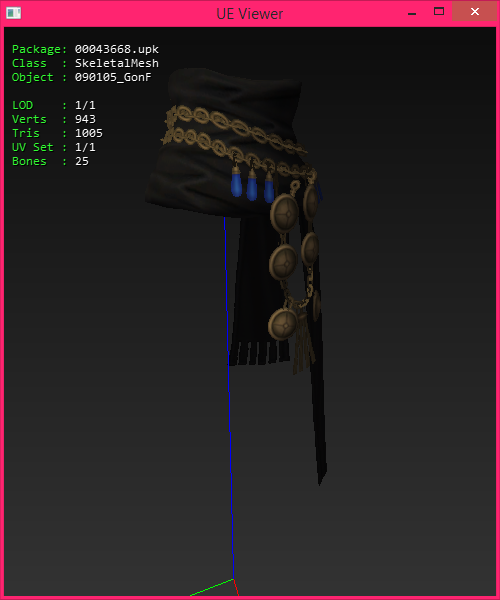 UE Viewer
Package: 00043668.upk
Class : SkeletalMesh
Object : 090105_GonF
LOD : 1/1
Verts : 943
Tris : 1005
UV Set : 1/1
Bones : 25